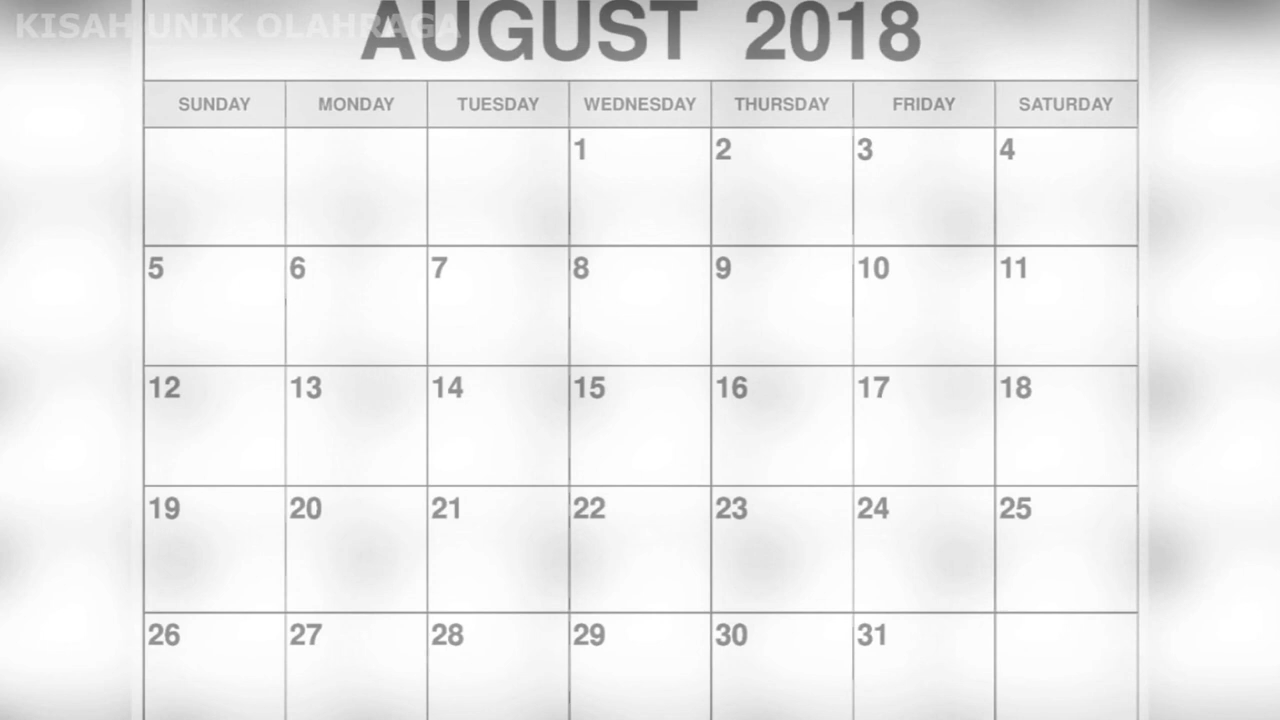 KISAH UNIK OLAHRAGA
AUGUST 2018
SUNDAY MONDAY TUESDAY WEDNESDAY THURSDAY FRIDAY SATURDAY
1 2 3 4
5 6 7 8 9 10 11
12 13 14 15 16 17 18
19 20 21 22 23 24 25
26 27 28 29 30 31